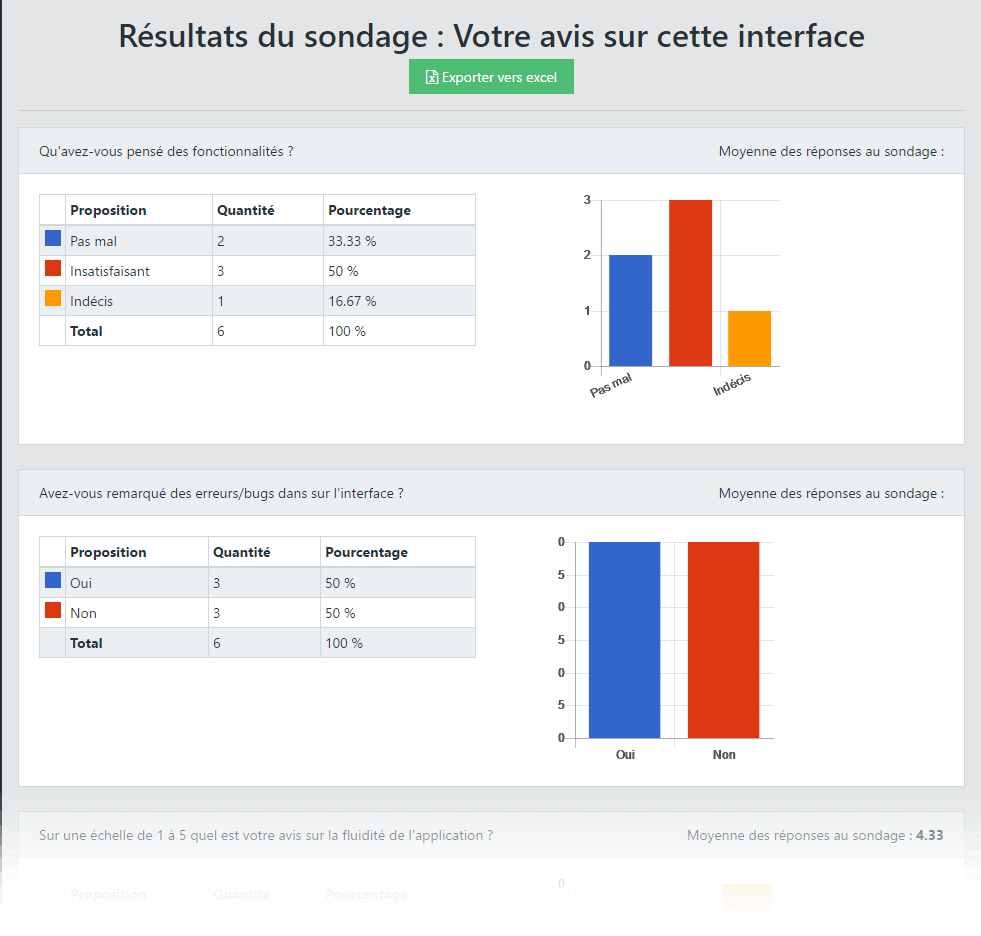 Résultats du sondage : Votre avis sur cette interface
Exporter vers excel
Qu'avez-vous pensé des fonctionnalités ? Moyenne des réponses au sondage :
Proposition Quantité Pourcentage
Pas mal 2 33.33 %
Insatisfaisant 3 50 %
Indécis 1 16.67 %
Total 6 100 %
3
2
1
0
Pas mal Indécis
Avez-vous remarqué des erreurs/bugs dans sur l'interface ? Moyenne des réponses au sondage :
Proposition Quantité Pourcentage
Oui 3 50 %
Non 3 50 %
Total 6 100 %
0
5
0
5
0
5
0
Oui Non
Sur une échelle de 1 à 5 quel est votre avis sur la fluidité de l'application ? Moyenne des réponses au sondage : 4.33
Proposition Quantité Pourcentage
0